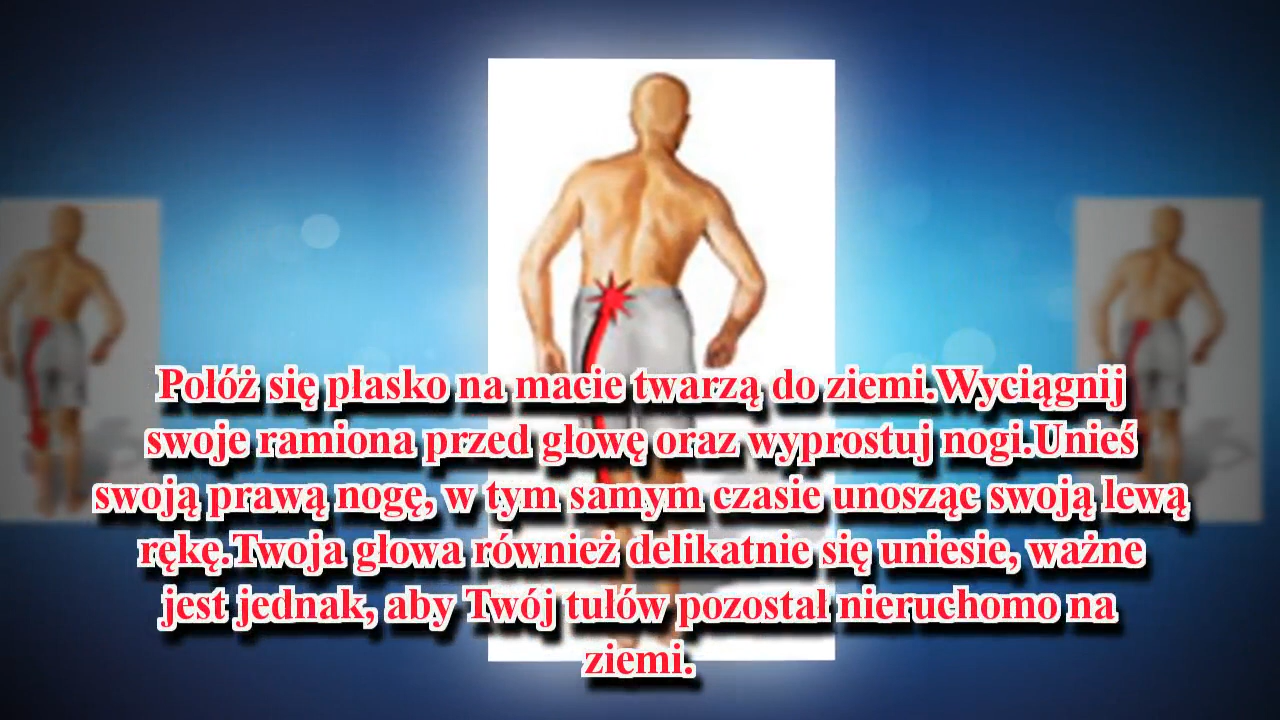 Połóż się płasko na macie twarzą do ziemi.Wyciągnij
swoje ramiona przed głowę oraz wyprostuj nogi.Unieś
swoją prawą nogę, w tym samym czasie unosząc swoją lewą
rękę.Twoja głowa również delikatnie się uniesie, ważne
jest jednak, aby Twój tułów pozostał nieruchomo na
ziemi.